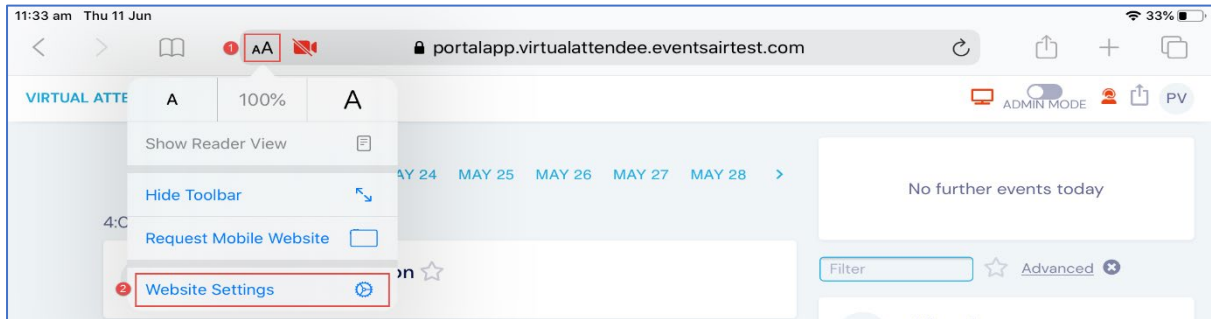 11:33 am Thu 11 Jun 33%
1 AA portalapp.virtualattendee.eventsairtest.com
VIRTUAL ATTE ADMIN MODE PV
A 100% A
Show Reader View
AY 24 MAY 25 MAY 26 MAY 27 MAY 28 >
No further events today
Hide Toolbar
4:
Request Mobile Website
on
Filter Advanced
2 Website Settings